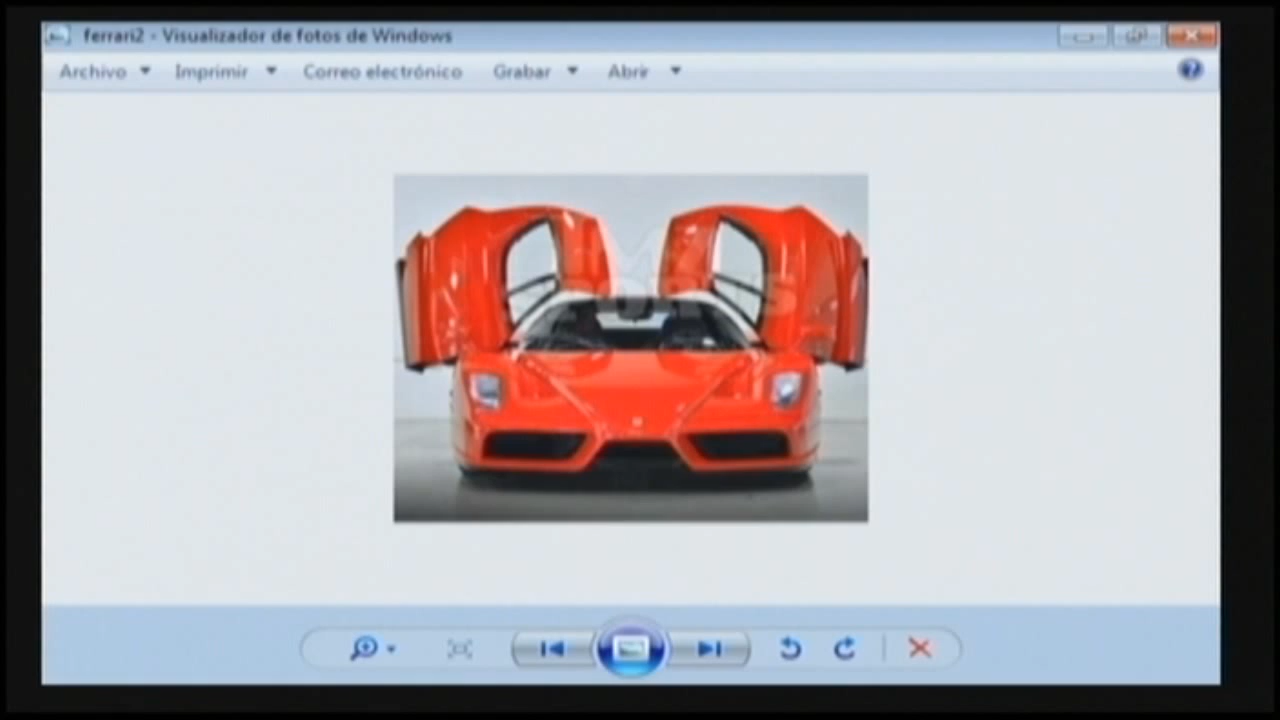 ferrari2 - Visualizador de fotos de Windows
Archivo Imprimir Correo electrónico Grabar Abrir